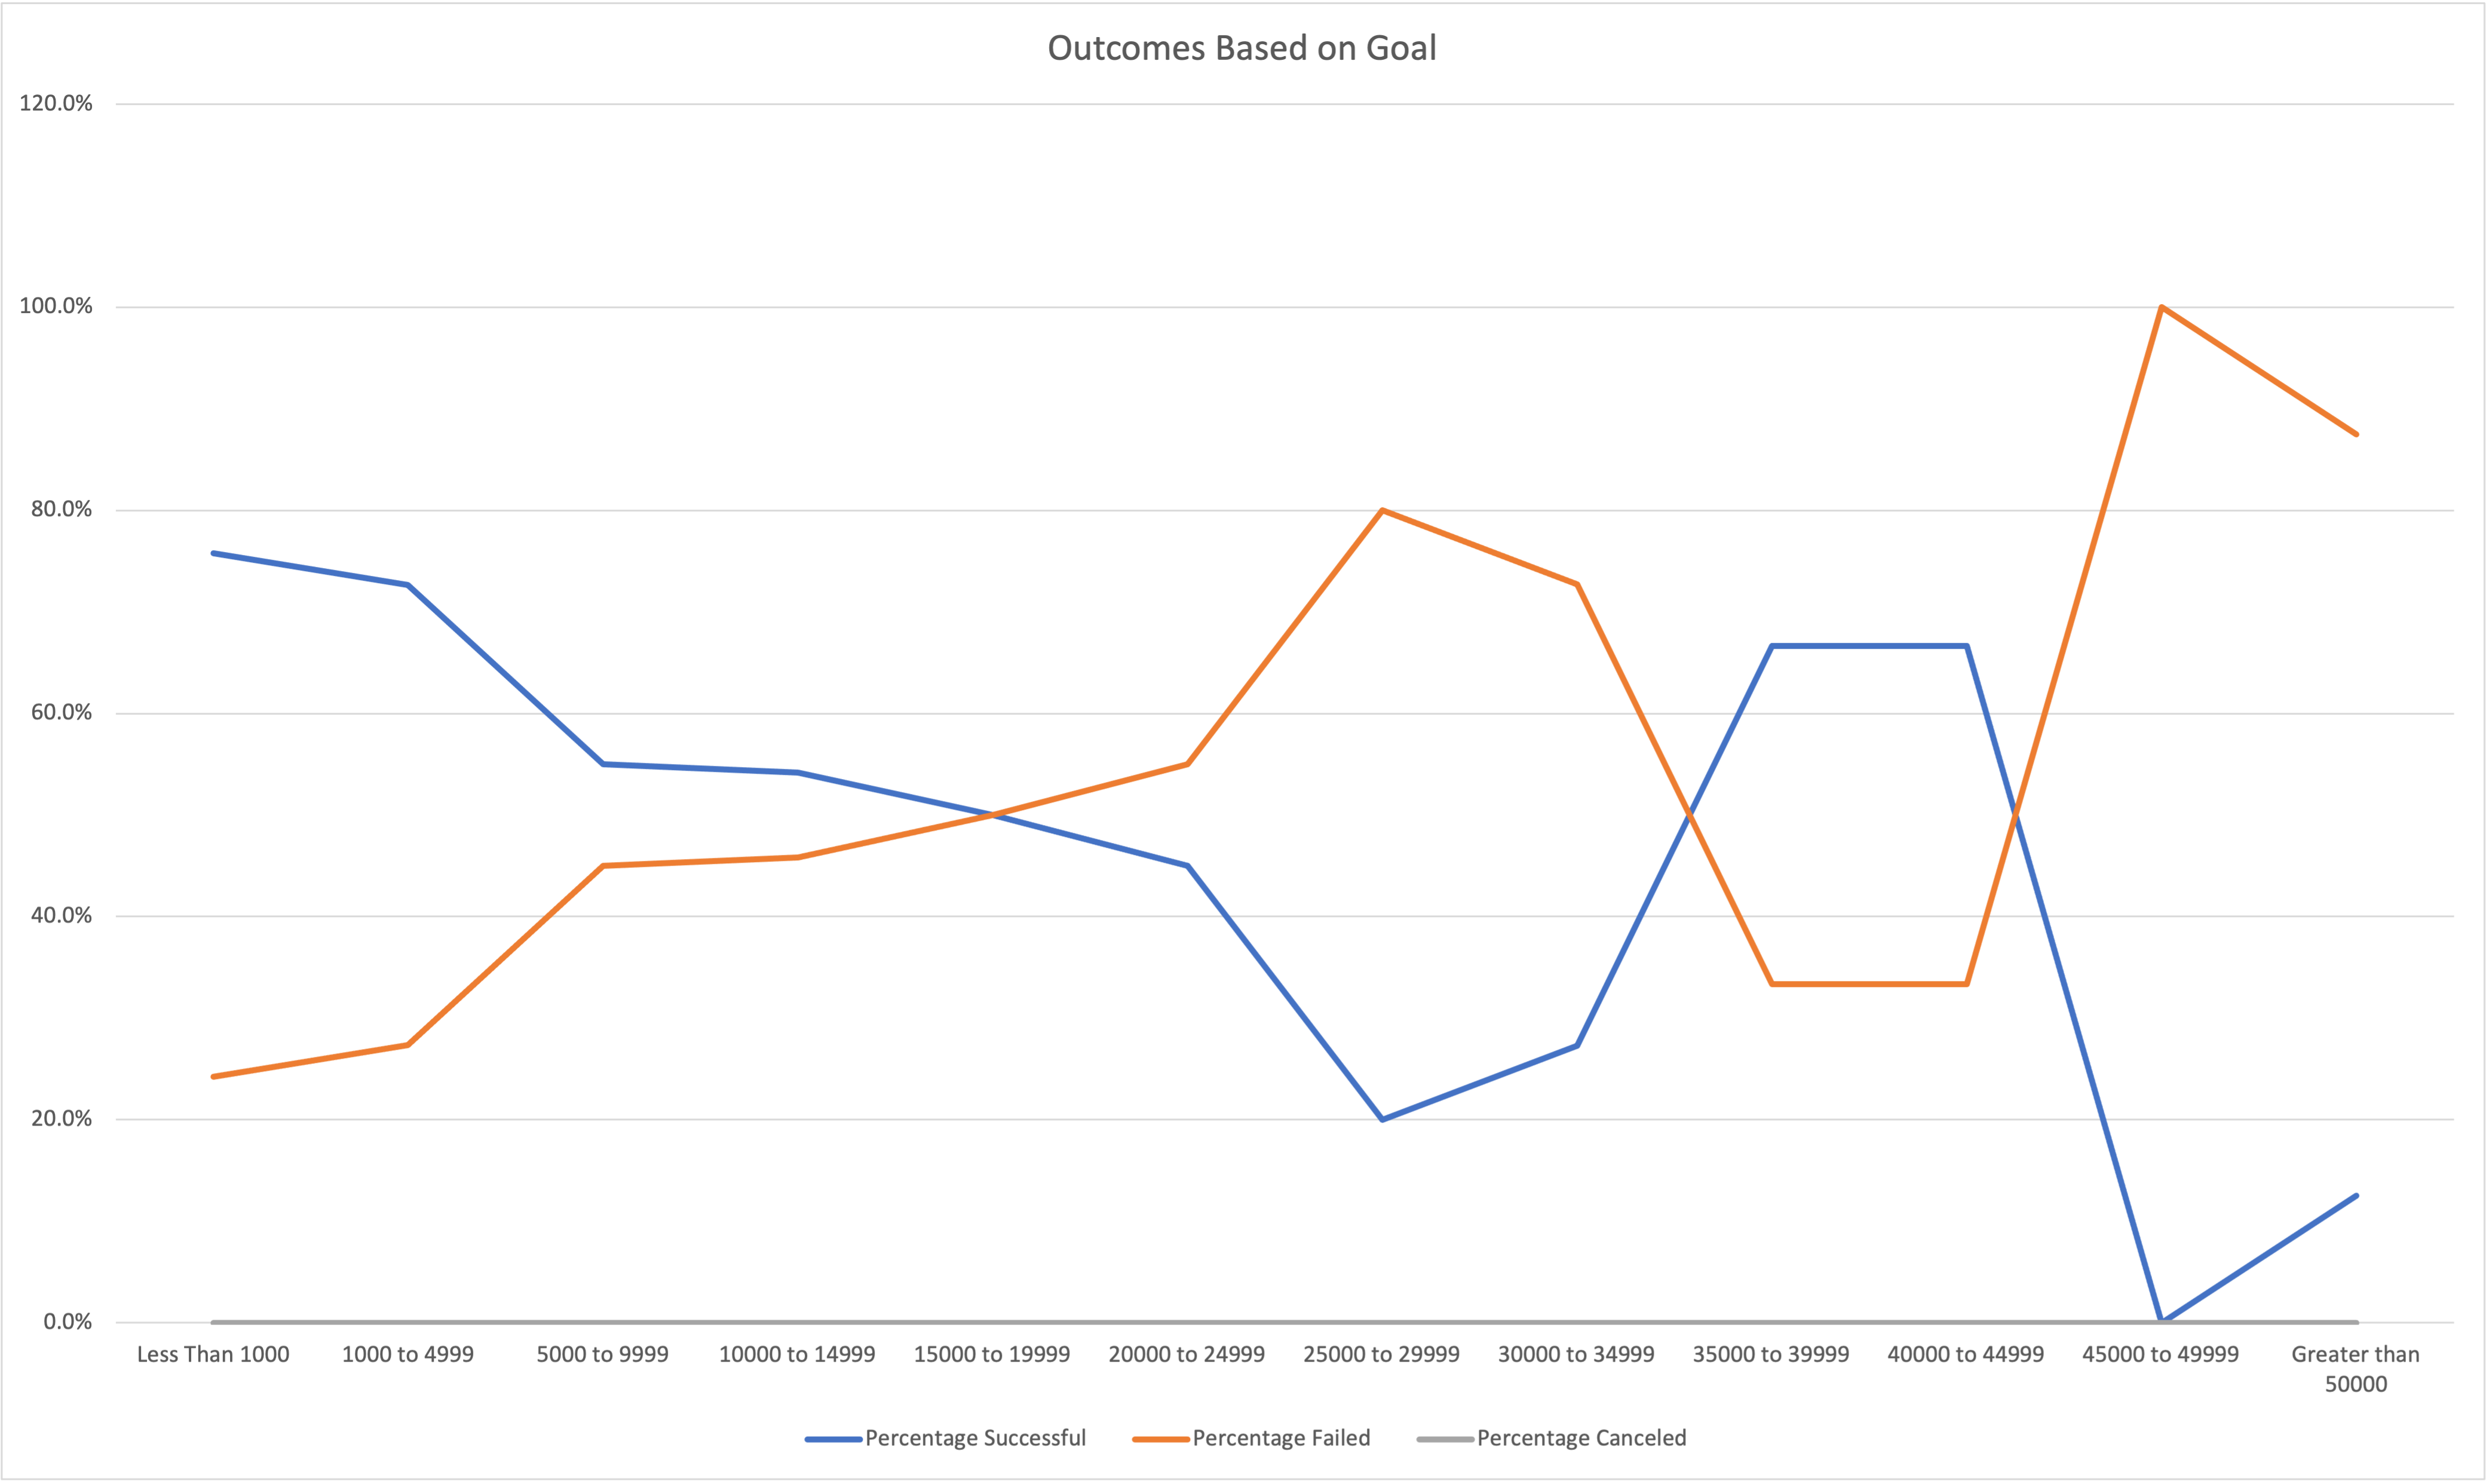 Outcomes Based on Goal
120.0%
100.0%
80.0%
60.0%
40.0%
20.0%
0.0%
Less Than 1000 1000 to 4999 5000 to 9999 10000 to 14999 15000 to 19999 20000 to 24999 25000 to 29999 30000 to 34999 35000 to 39999 40000 to 44999 45000 to 49999 Greater than
50000
Percentage Successful Percentage Failed Percentage Canceled